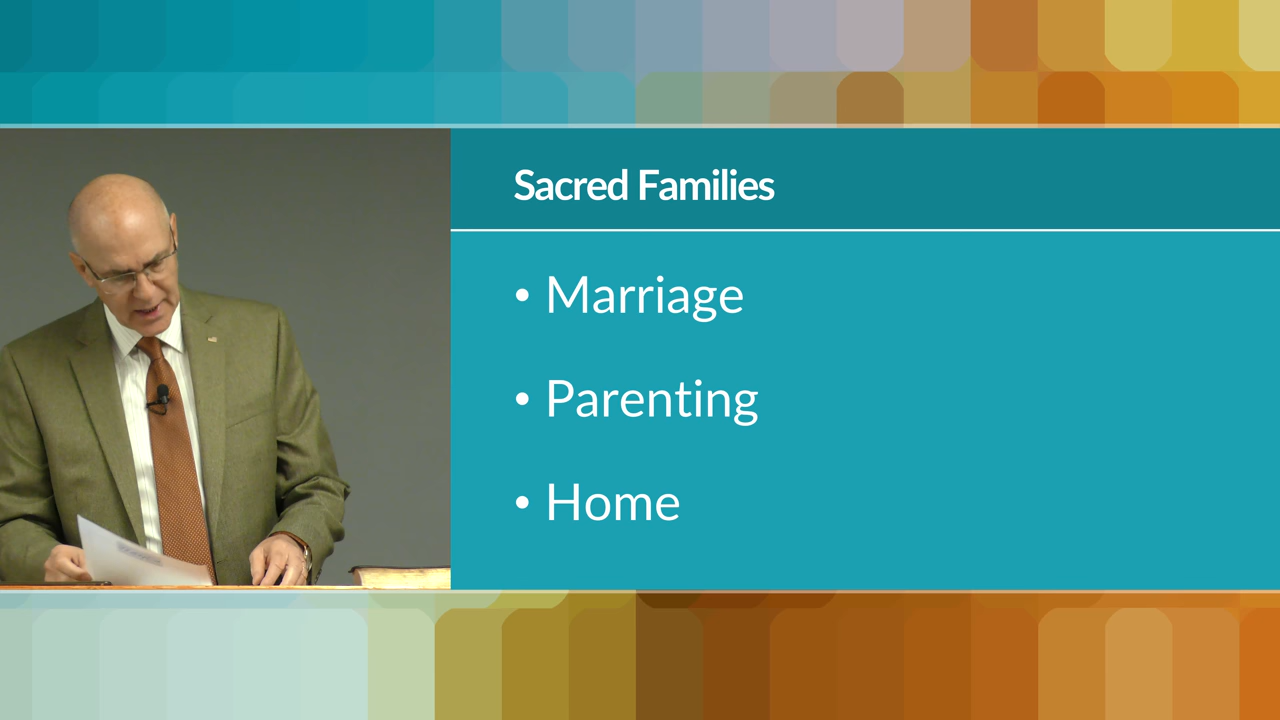 Sacred Families
• Marriage
• Parenting
• Home